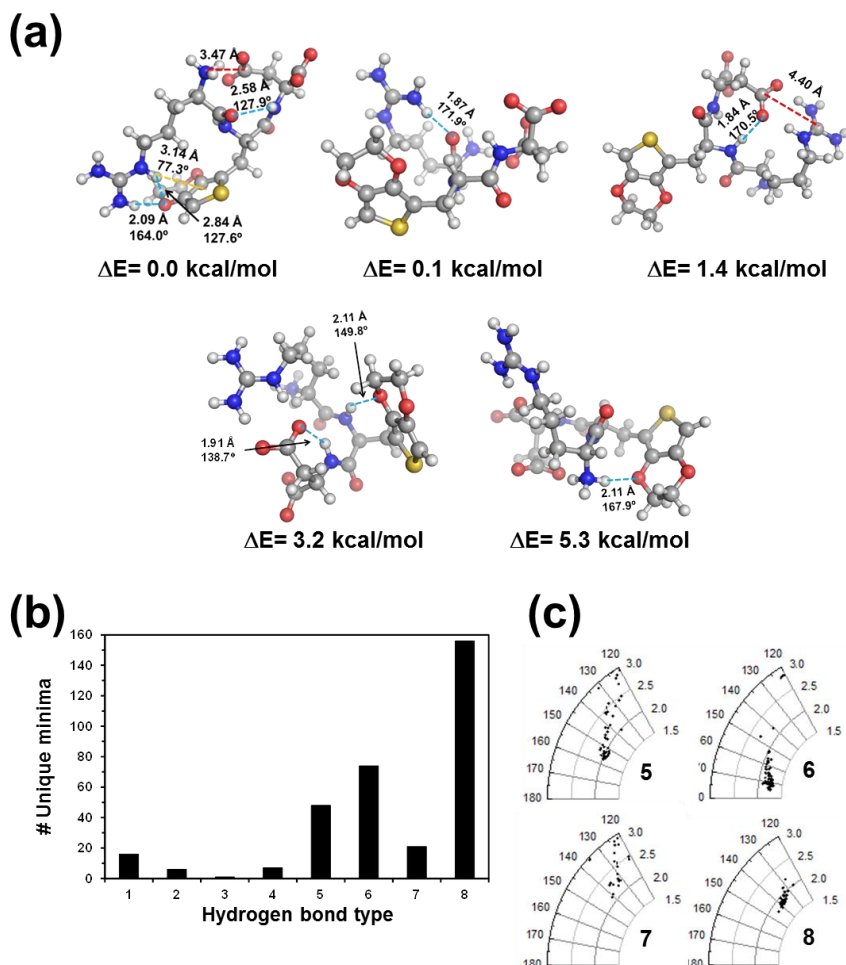 (a)
3.47 Å
2.58 Å
127.9º
3.14 Å
77.3º
2.09 Å
164.0º
2.84 Å
127.6º
ΔE= 0.0 kcal/mol
1.87 Å
171.9º
ΔE= 0.1 kcal/mol
4.40 Å
1.84 Å
170.5º
ΔE= 1.4 kcal/mol
2.11 Å
149.8º
1.91 Å
138.7º
ΔE= 3.2 kcal/mol
2.11 Å
167.9º
ΔE= 5.3 kcal/mol
(b)
# Unique minima
160
140
120
100
80
60
40
20
0
1 2 3 4 5 6 7 8
Hydrogen bond type
(c)
120
130 3.0
140 2.5
150 2.0
160 1.5
170
180
5
120
130 3.0
140 2.5
150 2.0
60 1.5
70
0
6
120
130 3.0
140 2.5
150 2.0
160 1.5
170
180
7
120
130 3.0
140 2.5
150 2.0
160 1.5
170
180
8